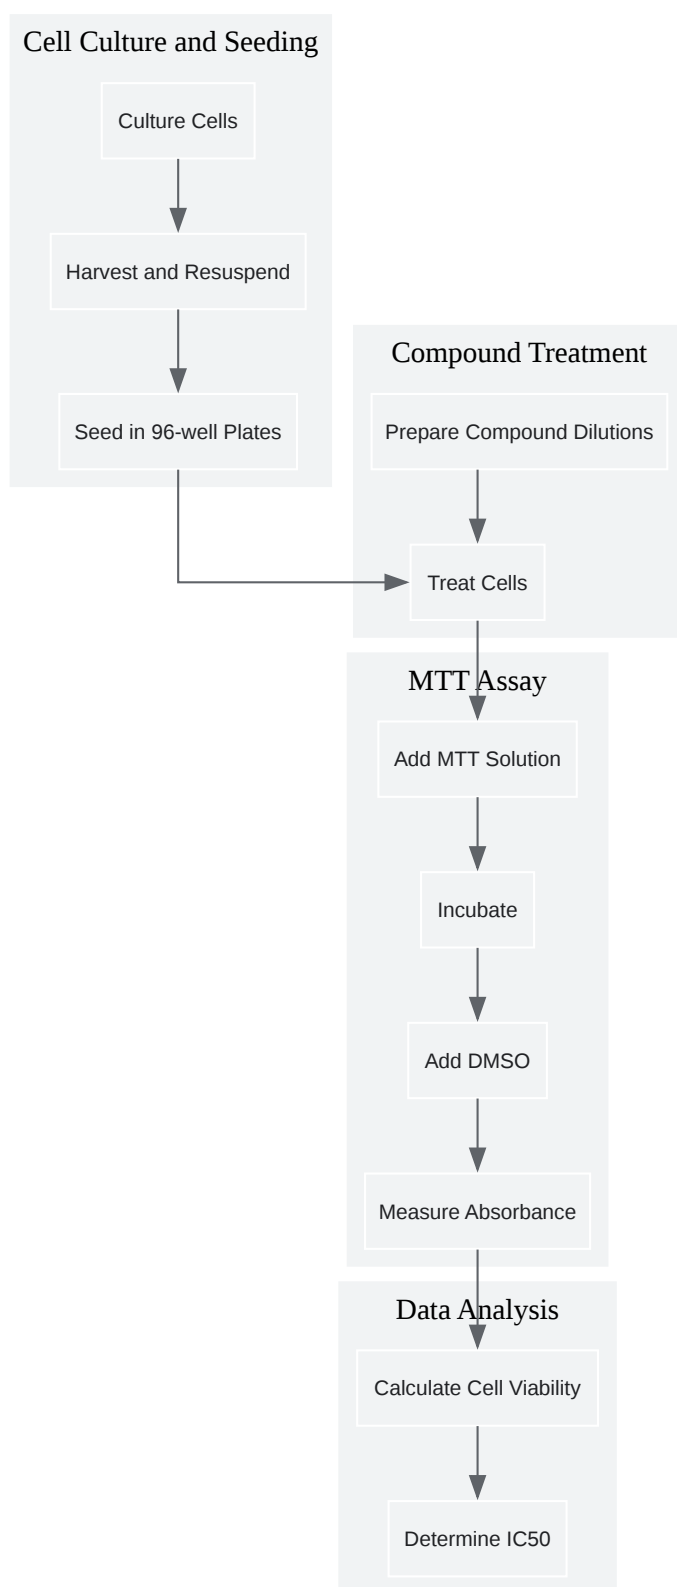 Cell Culture and Seeding
Culture Cells
Harvest and Resuspend
Seed in 96-well Plates
Compound Treatment
Prepare Compound Dilutions
Treat Cells
MTT Assay
Add MTT Solution
Incubate
Add DMSO
Measure Absorbance
Data Analysis
Calculate Cell Viability
Determine IC50